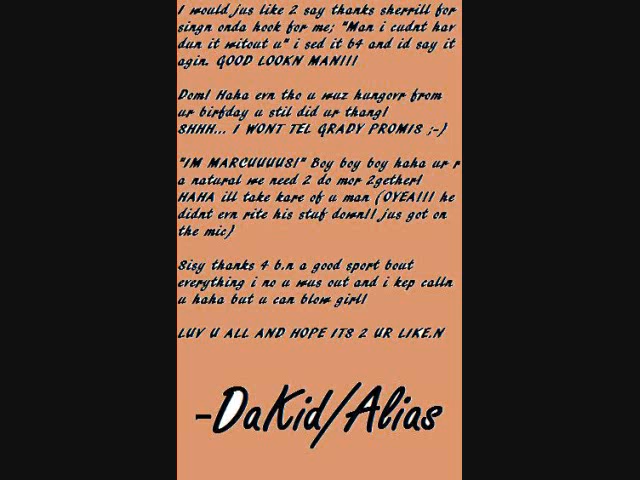 I would jus like 2 say thanks sherrill for
singn onda hook for me; "Man i cudnt hav
dun it witout u" i sed it b4 and id say it
agin. GOOD LOOKN MAN!!!
Dom! Haha evn tho u wuz hungovr from
ur birfday u stil did ur thang!
SHHH... I WONT TEL GRADY PROMIS ;-)
"IM MARCUUUUS!" Boy boy boy haha ur r
a natural we need 2 do mor 2gether!
HAHA ill take kare of u man (OYEA!!! he
didnt evn rite his stuf down!! jus got on
the mic)
Sisy thanks 4 b.n a good sport bout
everything i no u wus out and i kep calln
u haha but u can blow girl!
LUV U ALL AND HOPE ITS 2 UR LIKE.N
-DaKid/Alias